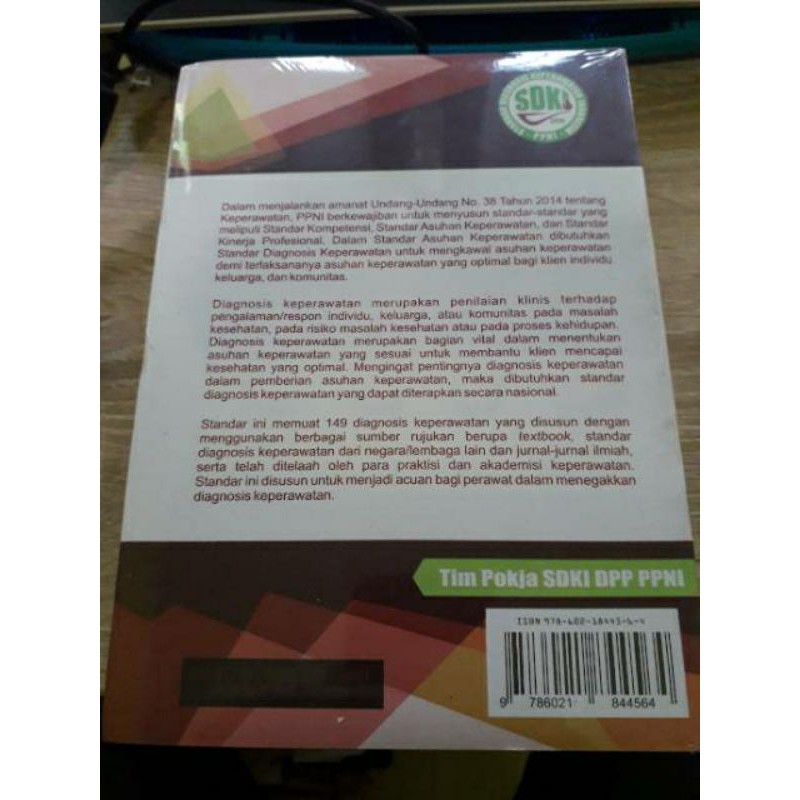 SDKI
PPNI
Dalam menjalankan amanat Undang-Undang No. 38 Tahun 2014 tentang
Keperawatan, PPNI berkewajiban untuk menyusun standar-standar yang
meliputi Standar Kompetensi, Standar Asuhan Keperawatan, dan Standar
Kinerja Profesional. Dalam Standar Asuhan Keperawatan dibutuhkan
Standar Diagnosis Keperawatan untuk mengkawal asuhan keperawatan
demi terlaksananya asuhan keperawatan yang optimal bagi klien individu
keluarga, dan komunitas.
Diagnosis keperawatan merupakan penilaian klinis terhadap
pengalaman/respon individu, keluarga, atau komunitas pada masalah
kesehatan, pada risiko masalah kesehatan atau pada proses kehidupan.
Diagnosis keperawatan merupakan bagian vital dalam menentukan
asuhan keperawatan yang sesuai untuk membantu klien mencapai
kesehatan yang optimal. Mengingat pentingnya diagnosis keperawatan
dalam pemberian asuhan keperawatan, maka dibutuhkan standar
diagnosis keperawatan yang dapat diterapkan secara nasional.
Standar ini memuat 149 diagnosis keperawatan yang disusun dengan
menggunakan berbagai sumber rujukan berupa textbook, standar
diagnosis keperawatan dari negara/lembaga lain dan jurnal-jurnal ilmiah,
serta telah ditelaah oleh para praktisi dan akademisi keperawatan.
Standar ini disusun untuk menjadi acuan bagi perawat dalam menegakkan
diagnosis keperawatan.
Tim Pokja SDKI DPP PPNI
ISBN 978-602-18445-6-4
9 786021 844564